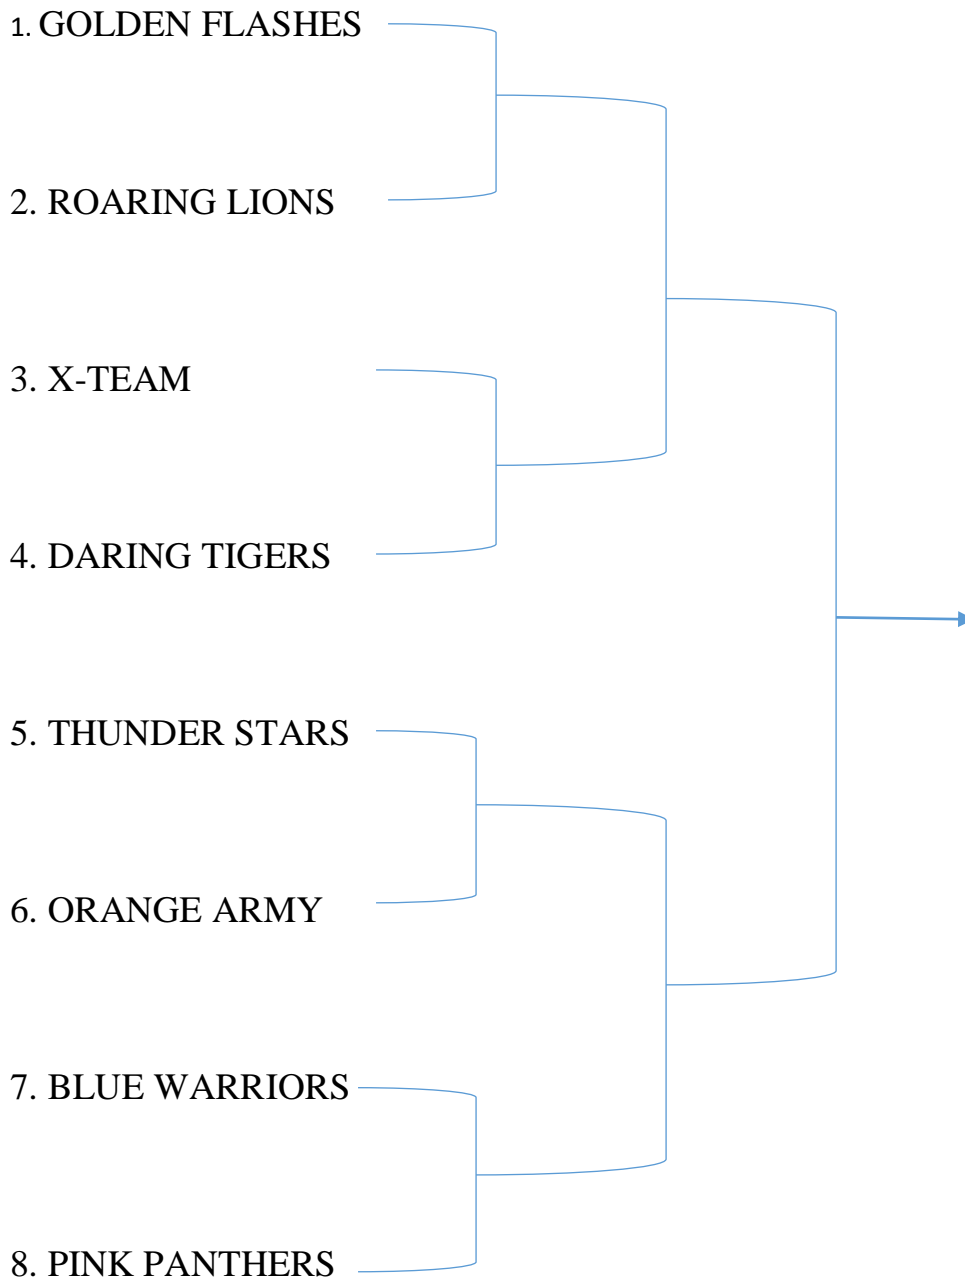 1. GOLDEN FLASHES
2. ROARING LIONS
3. X-TEAM
4. DARING TIGERS
5. THUNDER STARS
6. ORANGE ARMY
7. BLUE WARRIORS
8. PINK PANTHERS